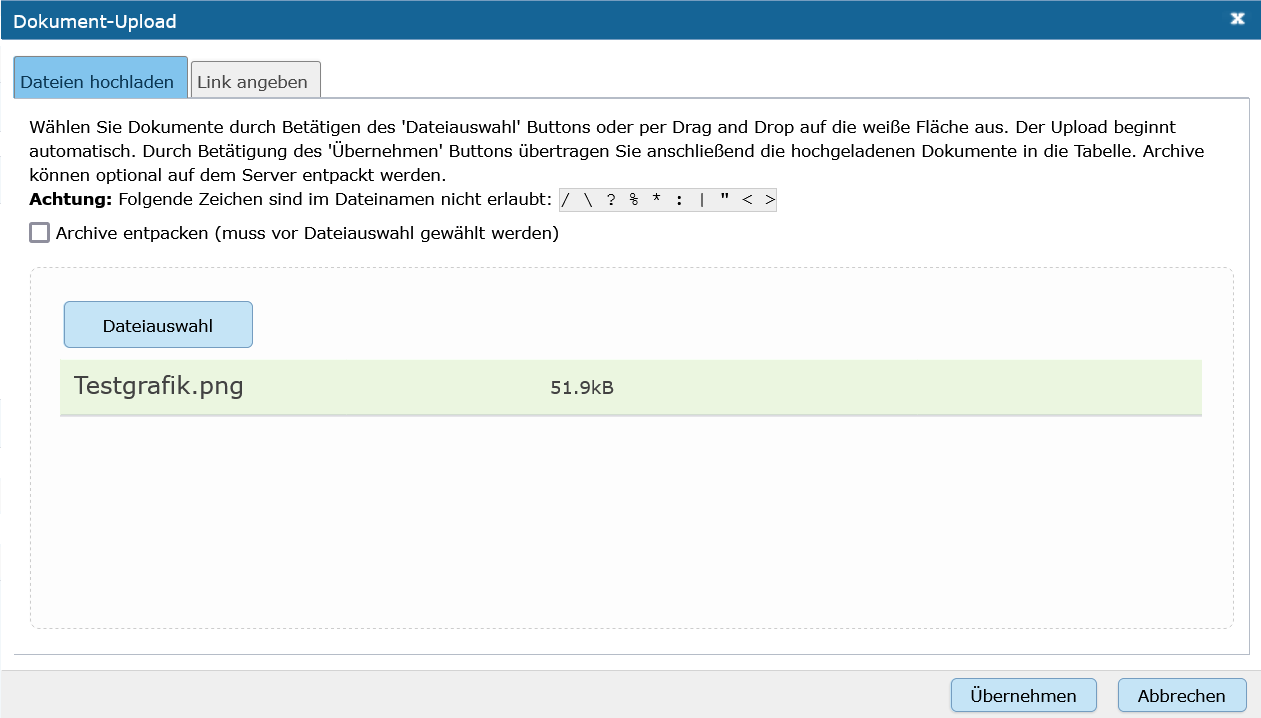 Dokument-Upload
Dateien hochladen
Link angeben
Wählen Sie Dokumente durch Betätigen des 'Dateiauswahl' Buttons oder per Drag and Drop auf die weiße Fläche aus. Der Upload beginnt
automatisch. Durch Betätigung des 'Übernehmen' Buttons übertragen Sie anschließend die hochgeladenen Dokumente in die Tabelle. Archive
können optional auf dem Server entpackt werden.
Achtung: Folgende Zeichen sind im Dateinamen nicht erlaubt: / \ ? % * : | " < >
Archive entpacken (muss vor Dateiauswahl gewählt werden)
Dateiauswahl
Testgrafik.png 51.9kB
Übernehmen Abbrechen